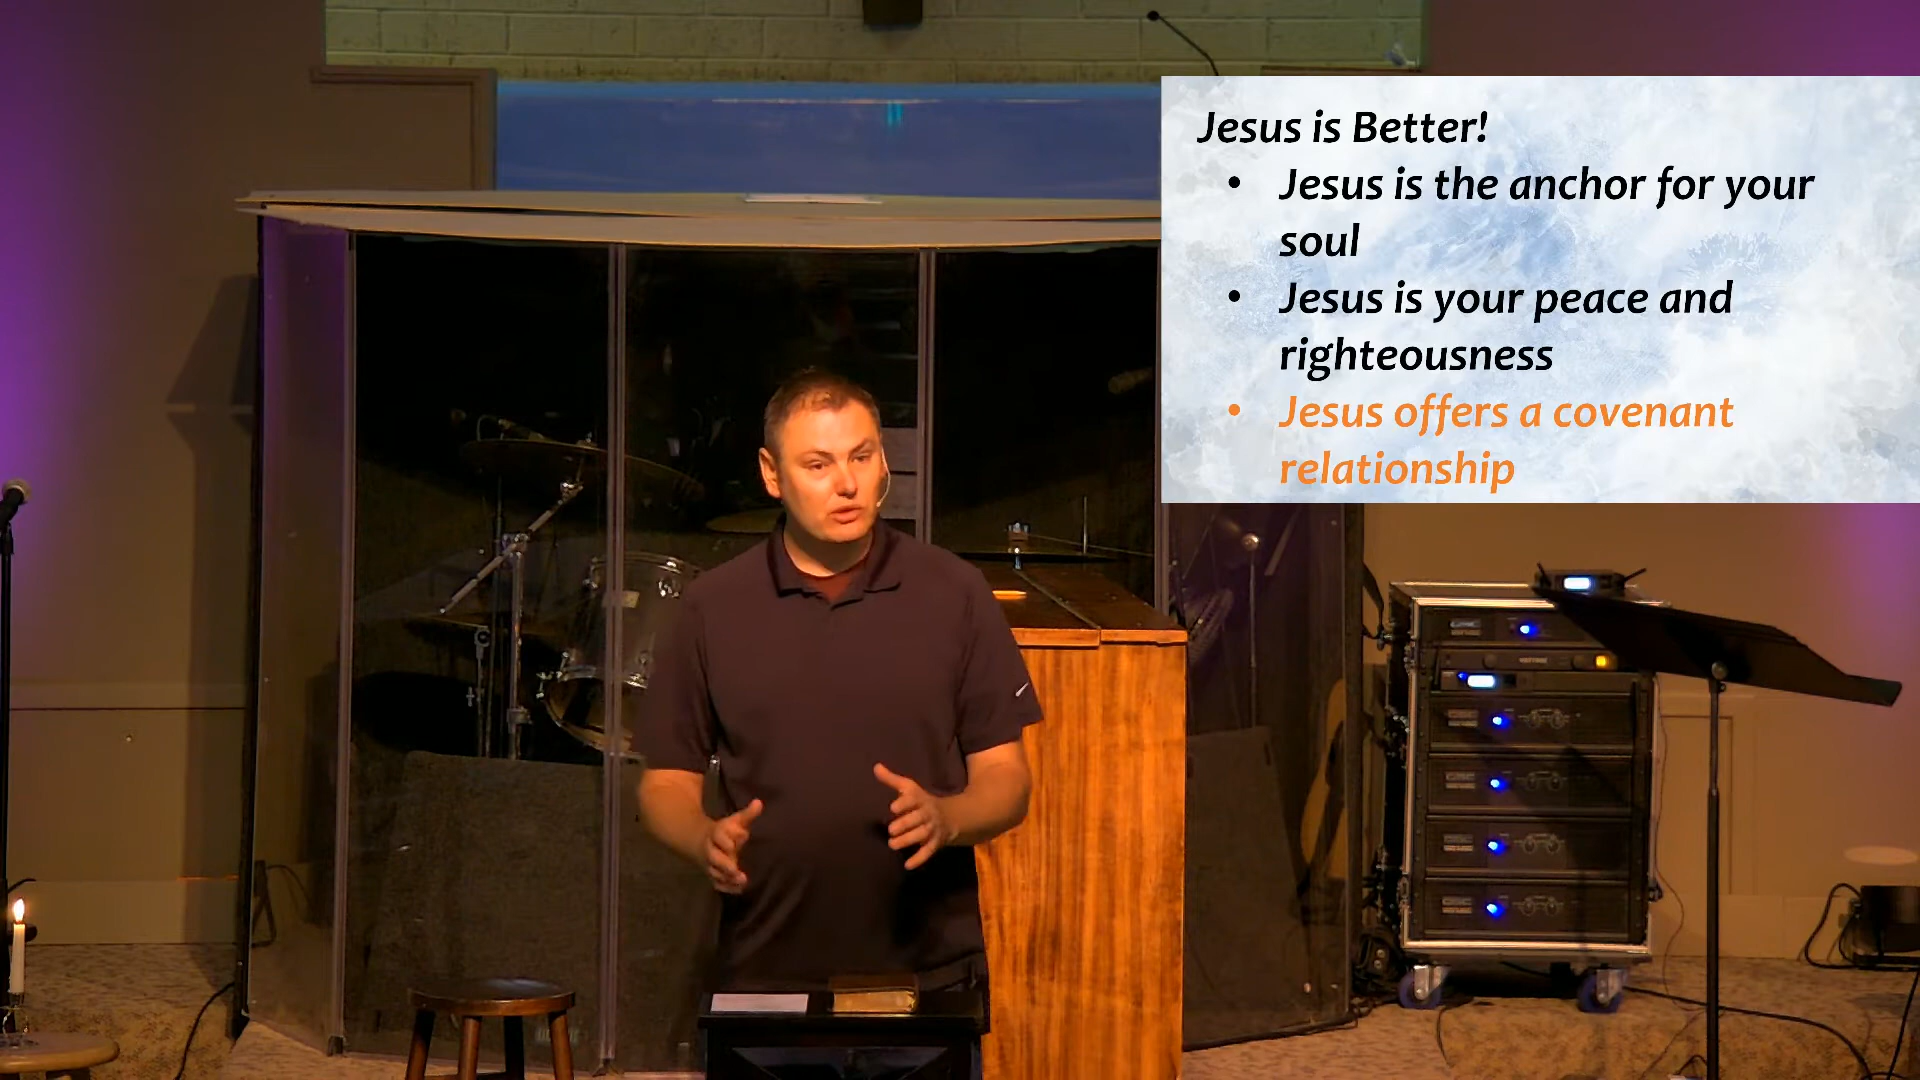 Jesus is Better!
• Jesus is the anchor for your
soul
• Jesus is your peace and
righteousness
• Jesus offers a covenant
relationship